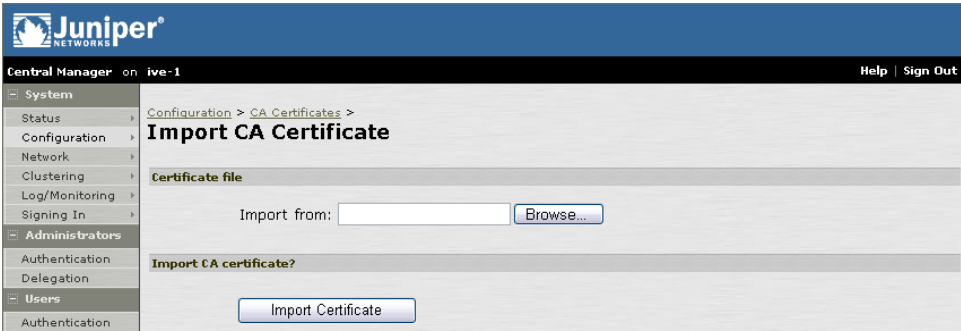 Juniper®
NETWORKS
Central Manager on ive-1
Help | Sign Out
System
Status
Configuration
Network
Clustering
Log/Monitoring
Signing In
Administrators
Authentication
Delegation
Users
Authentication
Configuration > CA Certificates >
Import CA Certificate
Certificate file
Import from:
Browse...
Import CA certificate?
Import Certificate